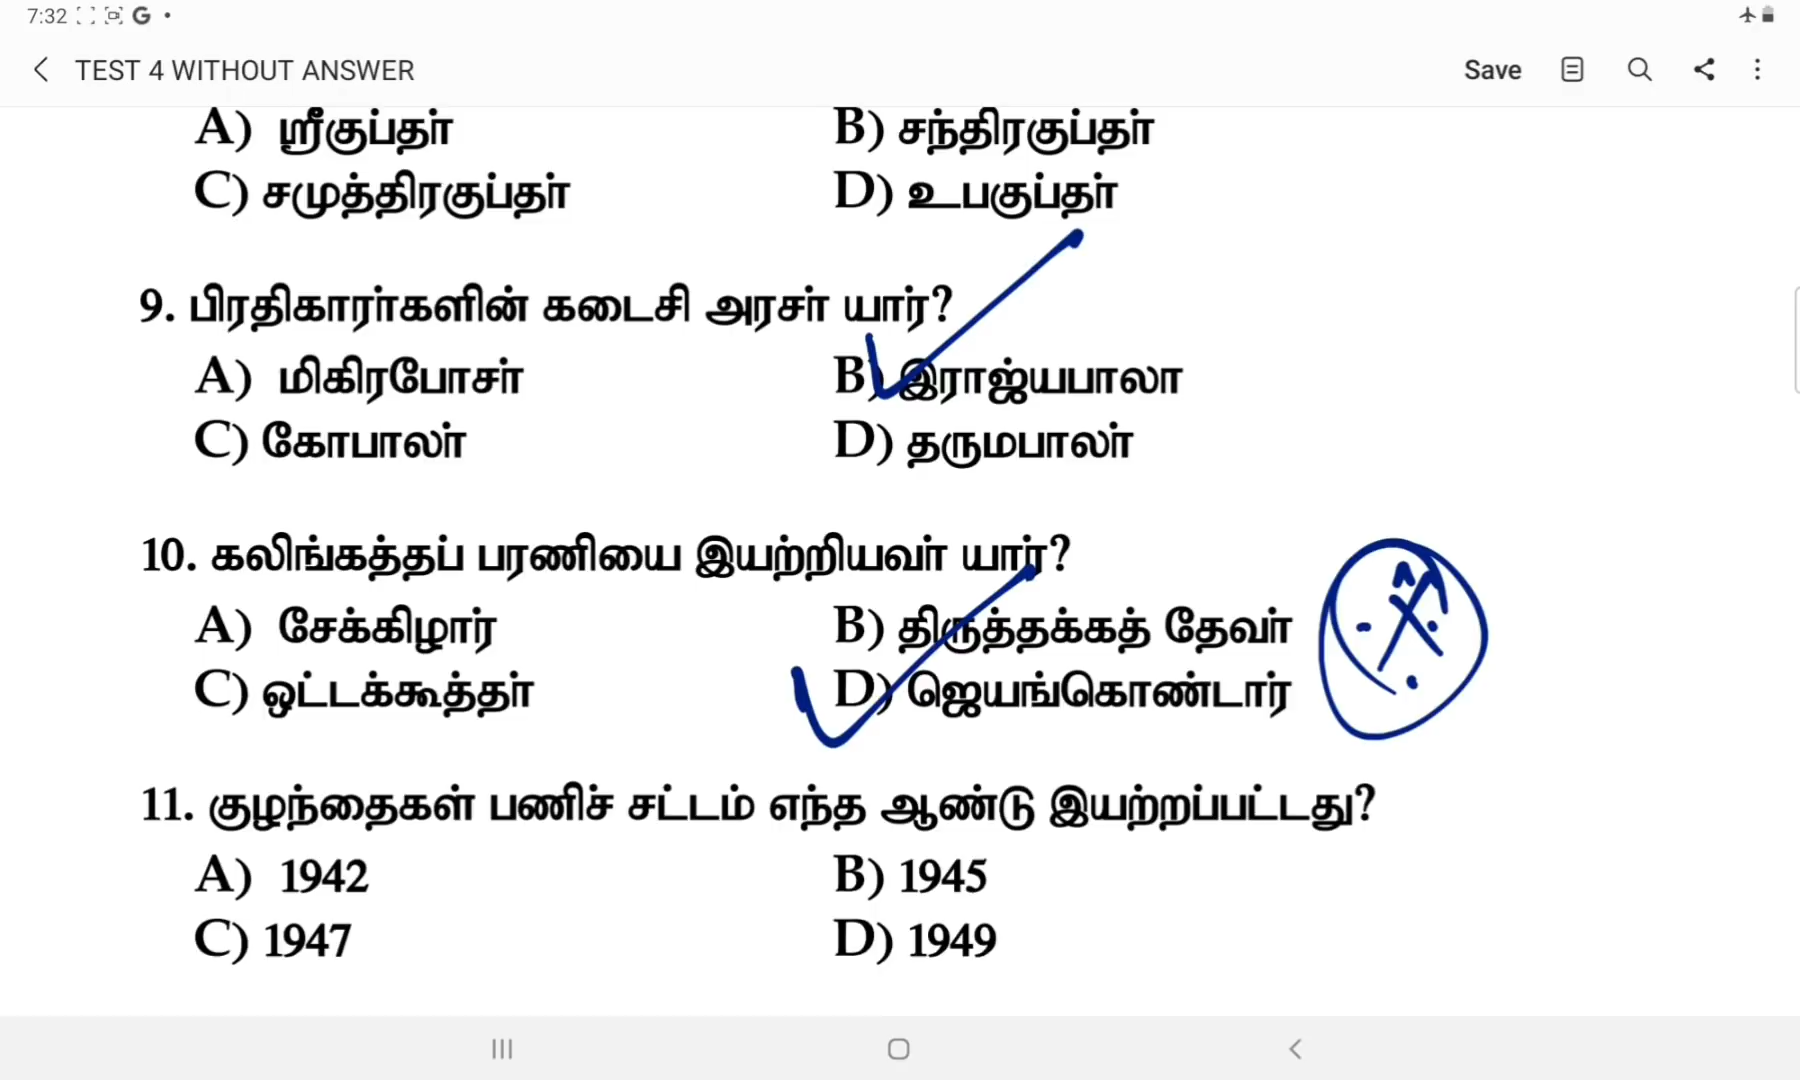 7:32 G
TEST 4 WITHOUT ANSWER Save
A) ஸ்ரீகுப்தர் B) சந்திரகுப்தர்
C) சமுத்திரகுப்தர் D) உபகுப்தர்
9. பிரதிகாரர்களின் கடைசி அரசர் யார்?
A) மிகிரபோசர் B) இராஜ்யபாலா
C) கோபாலர் D) தருமபாலர்
10. கலிங்கத்தப் பரணியை இயற்றியவர் யார்?
A) சேக்கிழார் B) திருத்தக்கத் தேவர்
C) ஒட்டக்கூத்தர் D) ஜெயங்கொண்டார்
11. குழந்தைகள் பணிச் சட்டம் எந்த ஆண்டு இயற்றப்பட்டது?
A) 1942 B) 1945
C) 1947 D) 1949